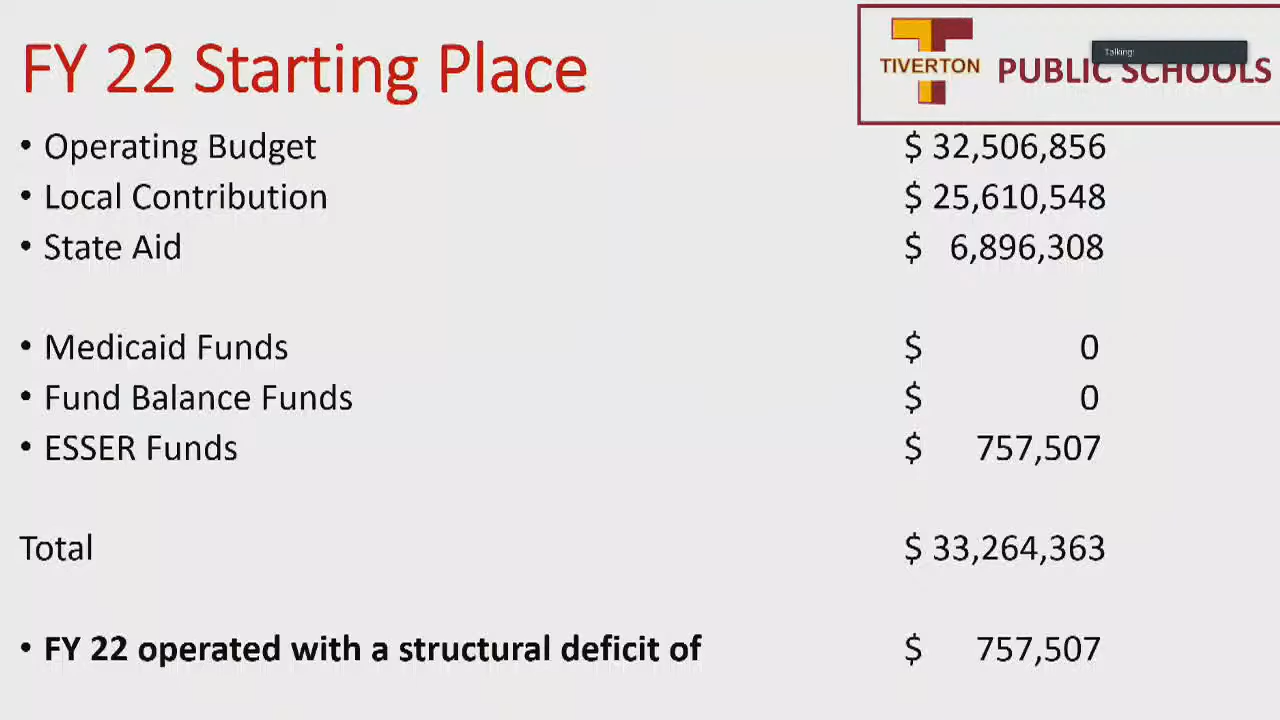 FY 22 Starting Place
TIVERTON PUBLIC SCHOOLS
Talking:
• Operating Budget $ 32,506,856
• Local Contribution $ 25,610,548
• State Aid $ 6,896,308
• Medicaid Funds $ 0
• Fund Balance Funds $ 0
• ESSER Funds $ 757,507
Total $ 33,264,363
• FY 22 operated with a structural deficit of $ 757,507